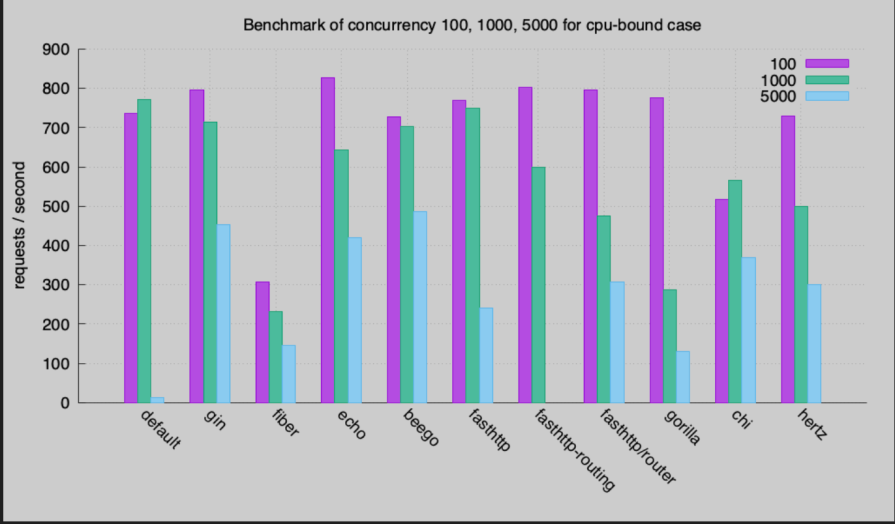 Benchmark of concurrency 100, 1000, 5000 for cpu-bound case
900
800
700
600
500
400
300
200
100
0
requests / second
100
1000
5000
default
gin
fiber
echo
beego
fasthttp
fasthttp-routing
fasthttp/router
gorilla
chi
hertz